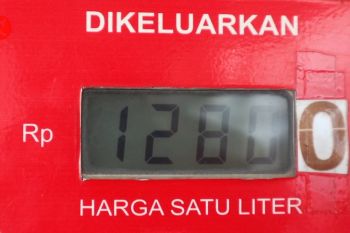 DIKELUARKAN
Rp 12800
HARGA SATU LITER